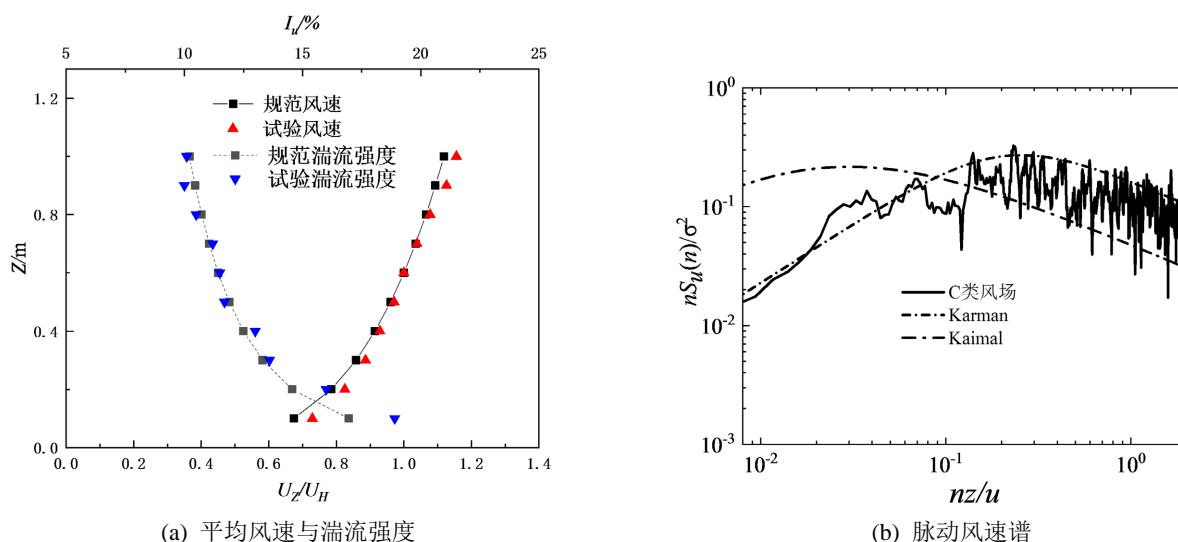 I_u/%
5 10 15 20 25
1.2
0.8
0.4
0.0
Z/m
规范风速
试验风速
规范湍流强度
试验湍流强度
0.0 0.2 0.4 0.6 0.8 1.0 1.2 1.4
U_Z/U_H
(a) 平均风速与湍流强度
10^0
10^-1
10^-2
10^-3
nS_u(n)/σ^2
C类风场
Karman
Kaimal
10^-2 10^-1 10^0
nz/u
(b) 脉动风速谱